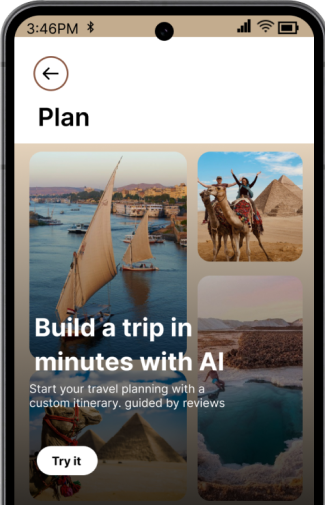 3:46PM
Plan
Build a trip in
minutes with AI
Start your travel planning with a
custom itinerary. guided by reviews
Try it